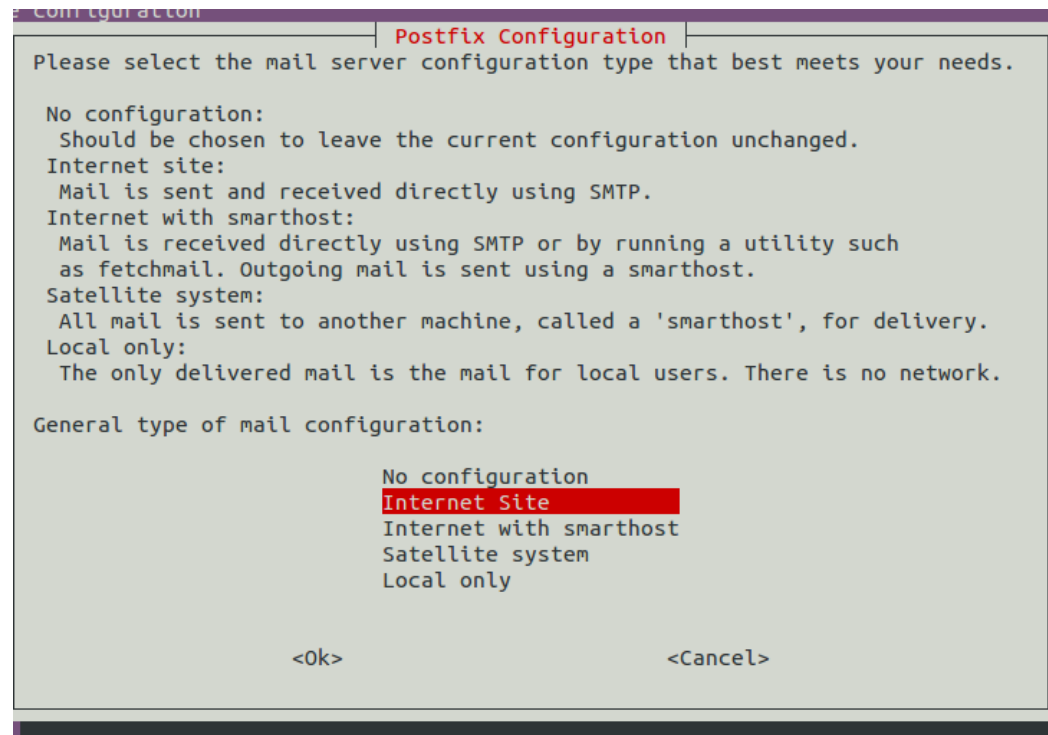 e configuration
Postfix Configuration
Please select the mail server configuration type that best meets your needs.
No configuration:
Should be chosen to leave the current configuration unchanged.
Internet site:
Mail is sent and received directly using SMTP.
Internet with smarthost:
Mail is received directly using SMTP or by running a utility such
as fetchmail. Outgoing mail is sent using a smarthost.
Satellite system:
All mail is sent to another machine, called a 'smarthost', for delivery.
Local only:
The only delivered mail is the mail for local users. There is no network.
General type of mail configuration:
No configuration
Internet Site
Internet with smarthost
Satellite system
Local only
<Ok> <Cancel>